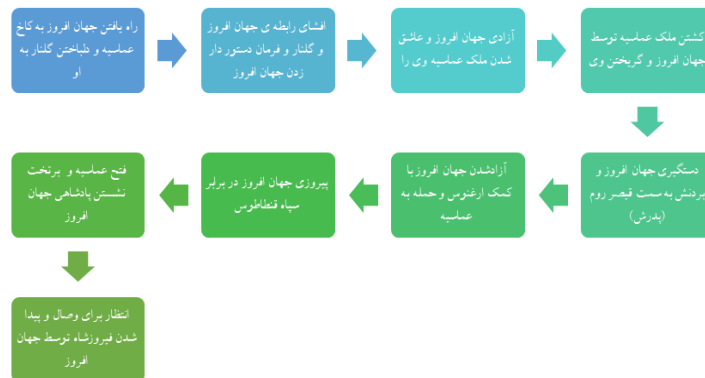 راه یافتن جهان افروز به کاخ
عماسیه و دلباختن گلنار به
او
افشای رابطه ی جهان افروز
و گلنار و فرمان دستور دار
زدن جهان افروز
آزادی جهان افروز و عاشق
شدن ملک عماسیه وی را
کشتن ملک عماسیه توسط
جهان افروز و گریختن وی
دستگیری جهان افروز و
بردنش به سمت قیصر روم
(پدرش)
آزادشدن جهان افروز با
کمک ارغنوس و حمله به
عماسیه
پیروزی جهان افروز در برابر
سپاه قنطاطوس
فتح عماسیه و برتخت
نشستن پادشاهی جهان
افروز
انتظار برای وصال و پیدا
شدن فیروزشاه توسط جهان
افروز